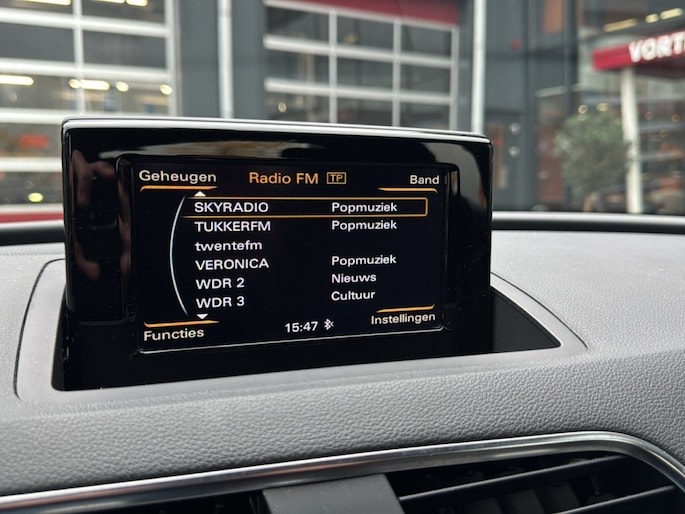 Geheugen Radio FM TP Band
SKYRADIO Popmuziek
TUKKERFM Popmuziek
twentefm
VERONICA Popmuziek
WDR 2 Nieuws
WDR 3 Cultuur
Functies 15:47 Instellingen